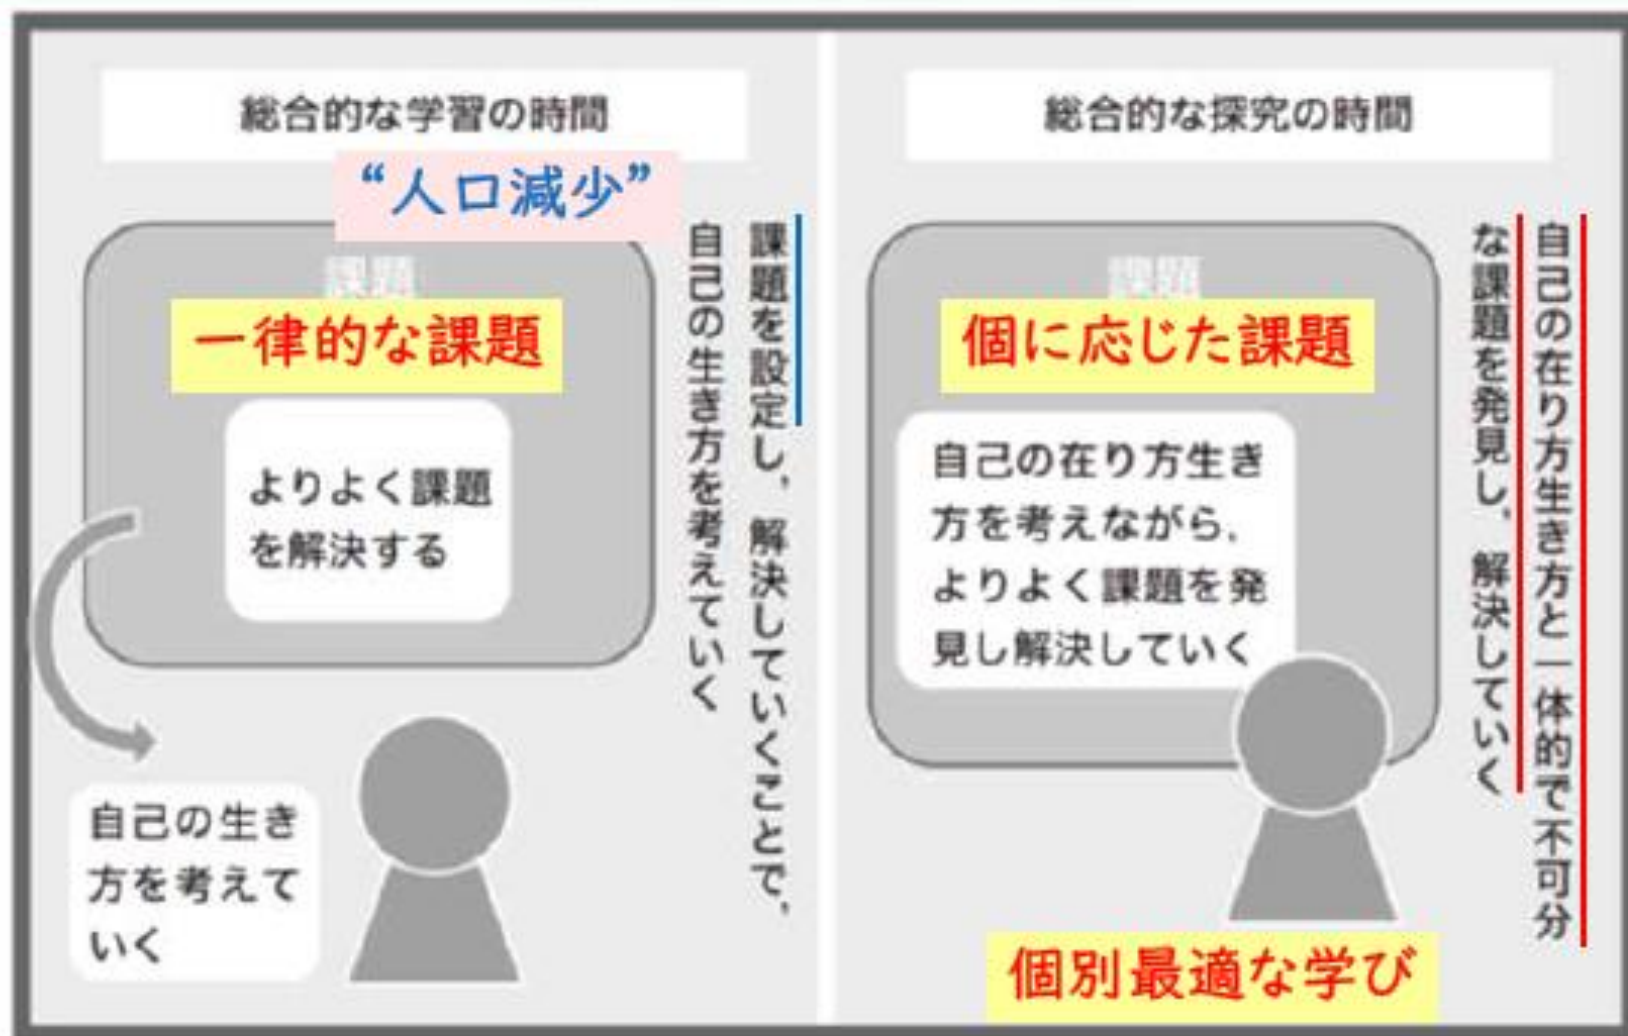 総合的な学習の時間
“人口減少”
課題
一律的な課題
よりよく課題
を解決する
課題を設定し，解決していくことで，
自己の生き方を考えていく
自己の生き
方を考えて
いく
総合的な探究の時間
課題
個に応じた課題
自己の在り方生き
方を考えながら，
よりよく課題を発
見し解決していく
自己の在り方生き方と一体的で不可分
な課題を発見し，解決していく
個別最適な学び